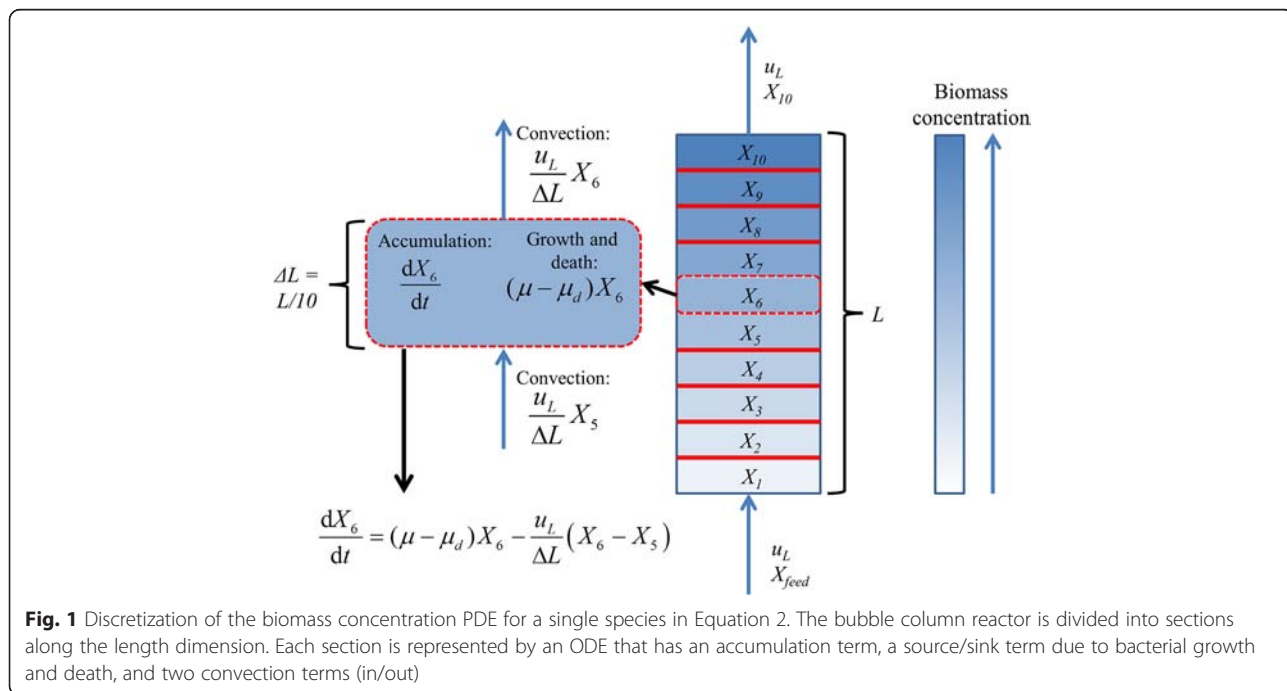 u_L
X_10
Biomass
concentration
Convection:
u_L/ΔL X_6
X_10
X_9
X_8
X_7
X_6
X_5
X_4
X_3
X_2
X_1
L
Accumulation:
dX_6/dt
Growth and
death:
(μ − μ_d)X_6
ΔL =
L/10
Convection:
u_L/ΔL X_5
dX_6/dt = (μ − μ_d)X_6 − u_L/ΔL (X_6 − X_5)
u_L
X_feed
Fig. 1 Discretization of the biomass concentration PDE for a single species in Equation 2. The bubble column reactor is divided into sections
along the length dimension. Each section is represented by an ODE that has an accumulation term, a source/sink term due to bacterial growth
and death, and two convection terms (in/out)